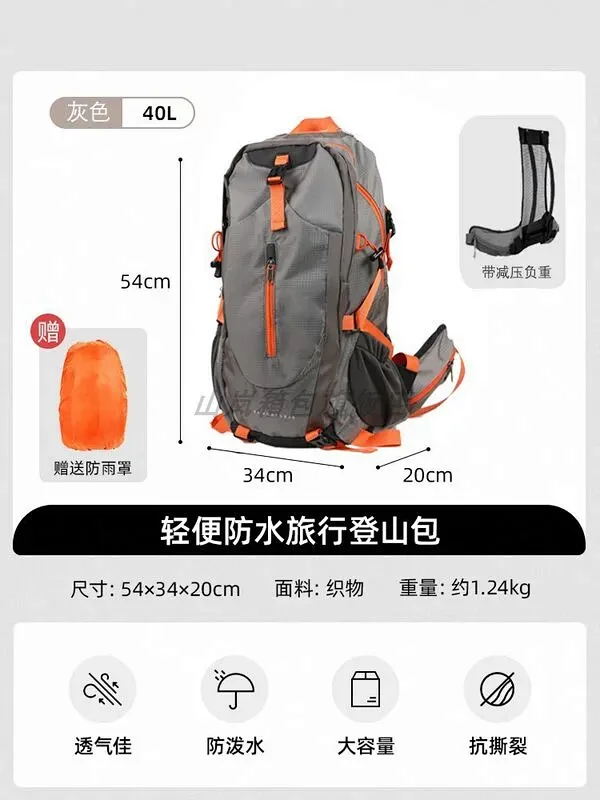 灰色 40L
54cm
带减压负重
赠
赠送防雨罩
34cm
20cm
轻便防水旅行登山包
尺寸: 54×34×20cm 面料: 织物 重量: 约1.24kg
透气佳
防泼水
大容量
抗撕裂